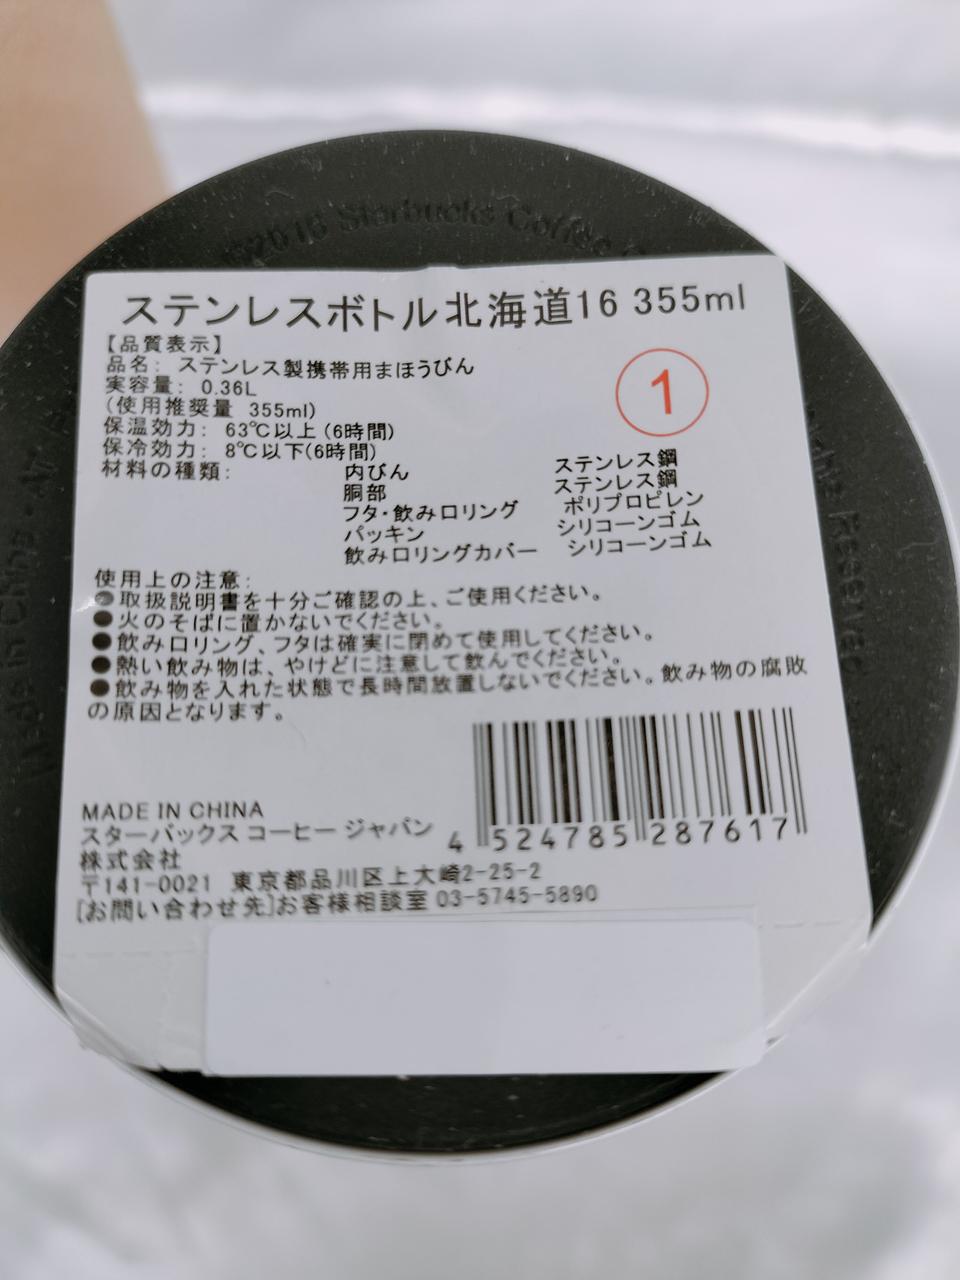 ©2016 Starbucks Coffee
ステンレスボトル北海道16 355ml
【品質表示】
品名: ステンレス製携帯用まほうびん
実容量: 0.36L
(使用推奨量 355ml)
保温効力: 63℃以上(6時間)
保冷効力: 8℃以下(6時間)
材料の種類: 内びん ステンレス鋼
胴部 ステンレス鋼
フタ・飲み口リング ポリプロピレン
パッキン シリコーンゴム
飲み口リングカバー シリコーンゴム
1
使用上の注意:
●取扱説明書を十分ご確認の上、ご使用ください。
●火のそばに置かないでください。
●飲み口リング、フタは確実に閉めて使用してください。
●熱い飲み物は、やけどに注意して飲んでください。
●飲み物を入れた状態で長時間放置しないでください。飲み物の腐敗
の原因となります。
MADE IN CHINA
スターバックス コーヒー ジャパン
株式会社
〒141-0021 東京都品川区上大崎2-25-2
[お問い合わせ先]お客様相談室 03-5745-5890
4 524785 287617
Made in China
Reserved